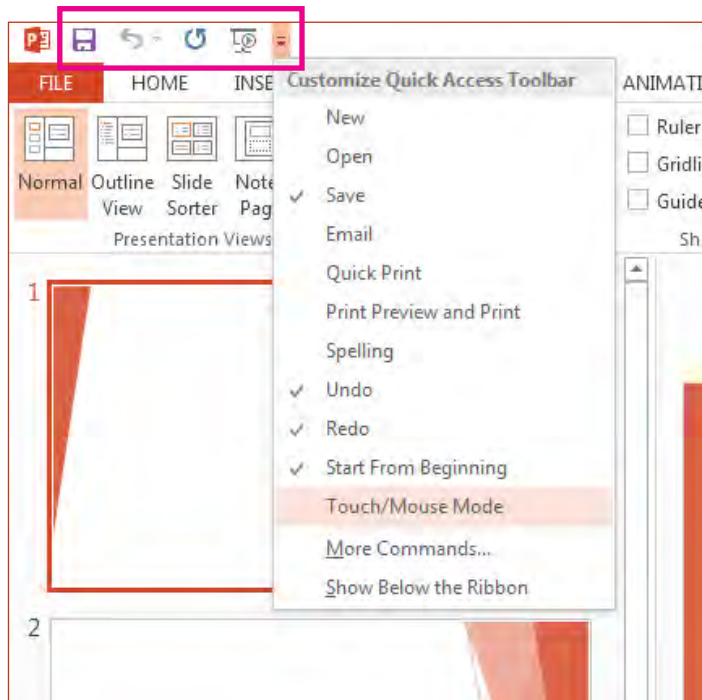 FILE HOME INSE ANIMATI
Customize Quick Access Toolbar
New
Open
Save
Email
Quick Print
Print Preview and Print
Spelling
Undo
Redo
Start From Beginning
Touch/Mouse Mode
More Commands...
Show Below the Ribbon
Normal
Outline
View
Slide
Sorter
Note
Pag
Presentation Views
Ruler
Gridli
Guide
Sh
1
2